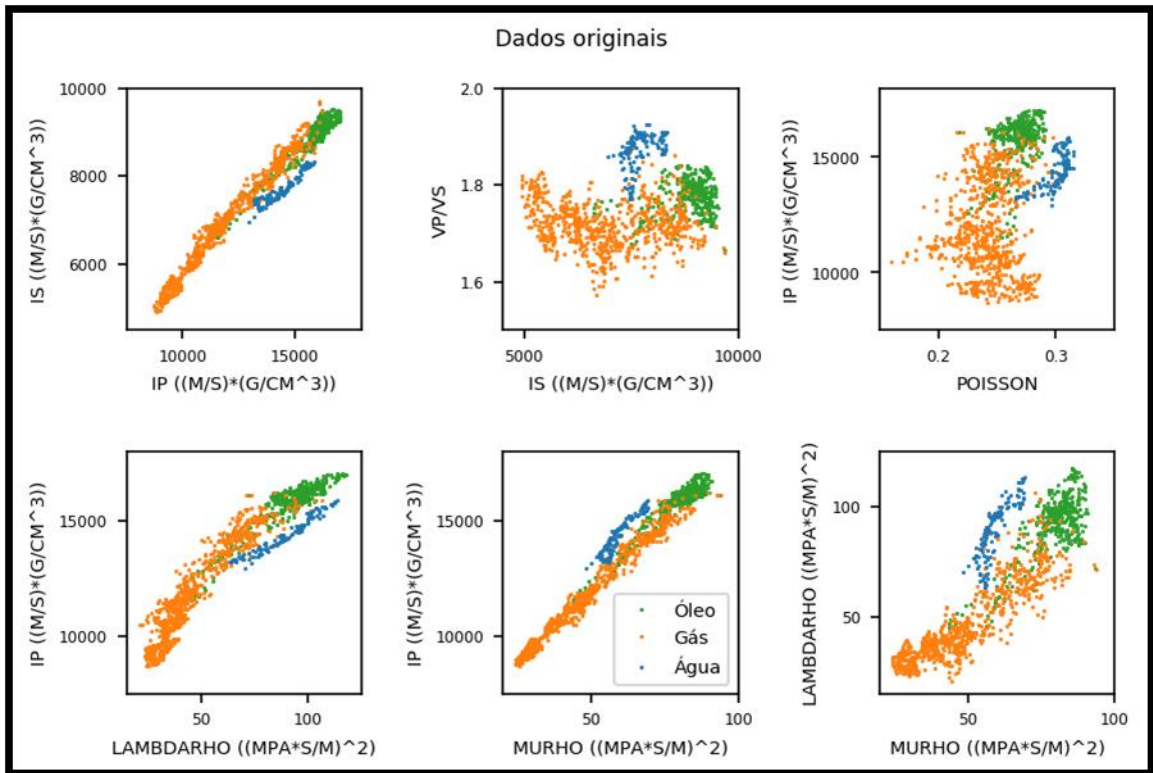 Dados originais
10000
8000
6000
IS ((M/S)*(G/CM^3))
10000
15000
IP ((M/S)*(G/CM^3))
2.0
1.8
1.6
VP/VS
5000
10000
IS ((M/S)*(G/CM^3))
15000
10000
IP ((M/S)*(G/CM^3))
0.2
0.3
POISSON
15000
10000
IP ((M/S)*(G/CM^3))
50
100
LAMBDARHO ((MPA*S/M)^2)
15000
10000
IP ((M/S)*(G/CM^3))
Óleo
Gás
Água
50
100
MURHO ((MPA*S/M)^2)
100
50
LAMBDARHO ((MPA*S/M)^2)
50
100
MURHO ((MPA*S/M)^2)